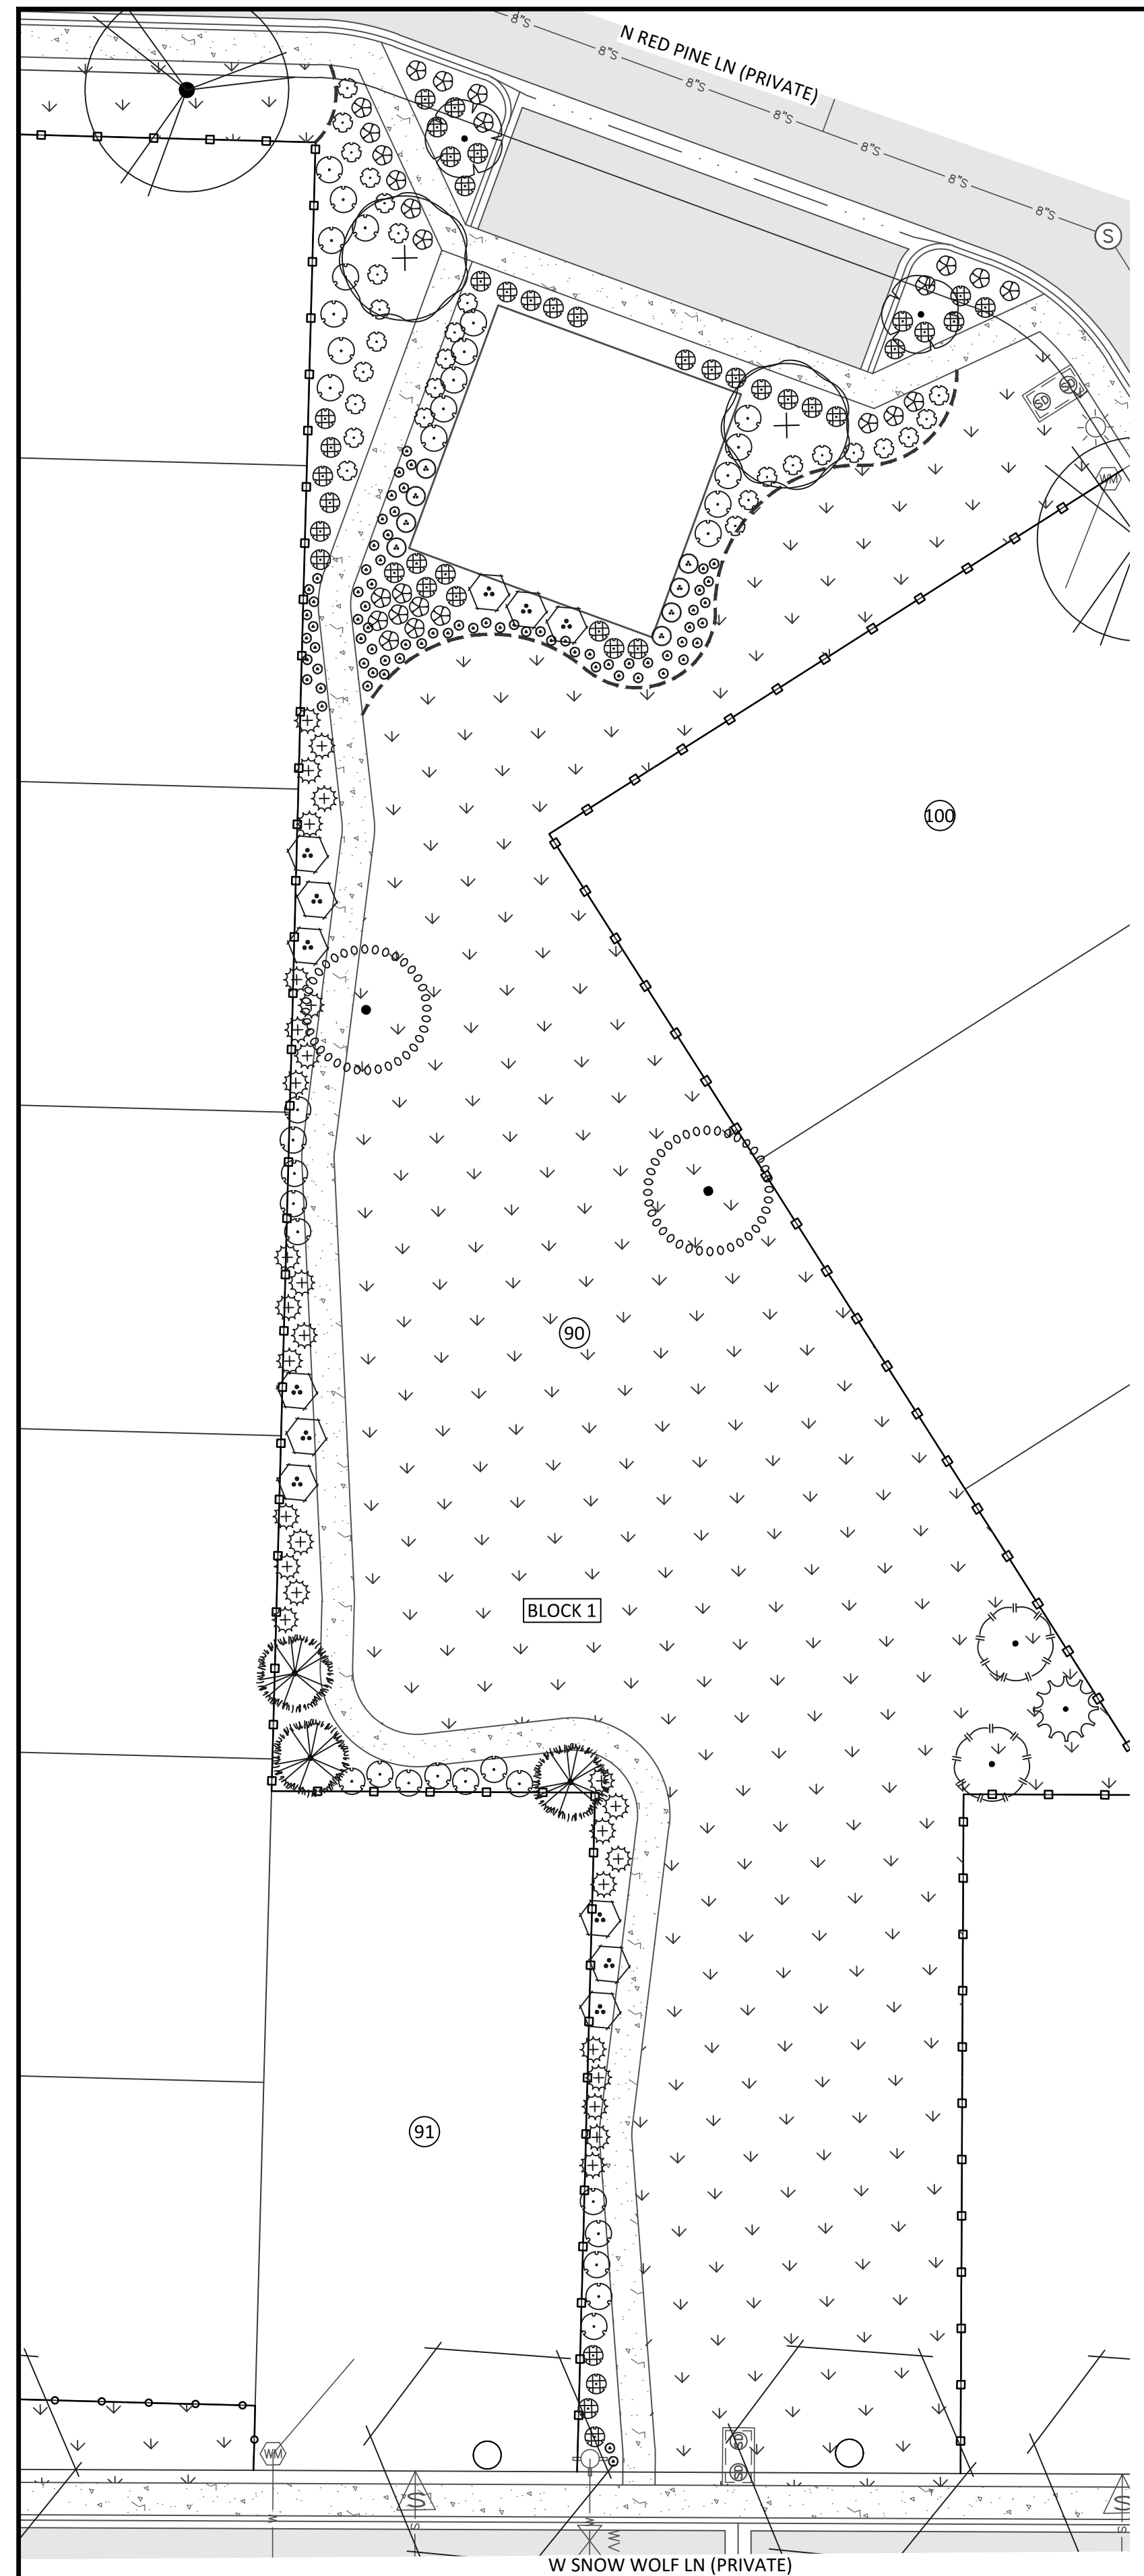 8"S
N RED PINE LN (PRIVATE)
8"S
8"S
8"S
8"S
8"S
8"S
S
SD
SD
WM
100
90
BLOCK 1
91
SD
WM
SD
S
S
W
S
W
WV
S
W SNOW WOLF LN (PRIVATE)